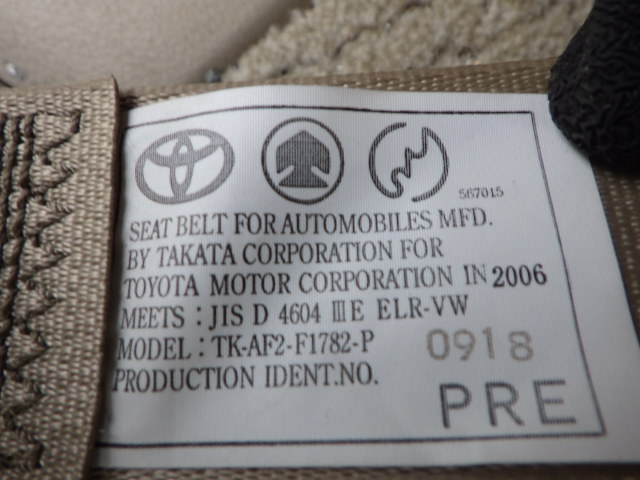 567015
SEAT BELT FOR AUTOMOBILES MFD.
BY TAKATA CORPORATION FOR
TOYOTA MOTOR CORPORATION IN 2006
MEETS : JIS D 4604 Ⅲ E ELR-VW
MODEL : TK-AF2-F1782-P 0918
PRODUCTION IDENT.NO.
PRE